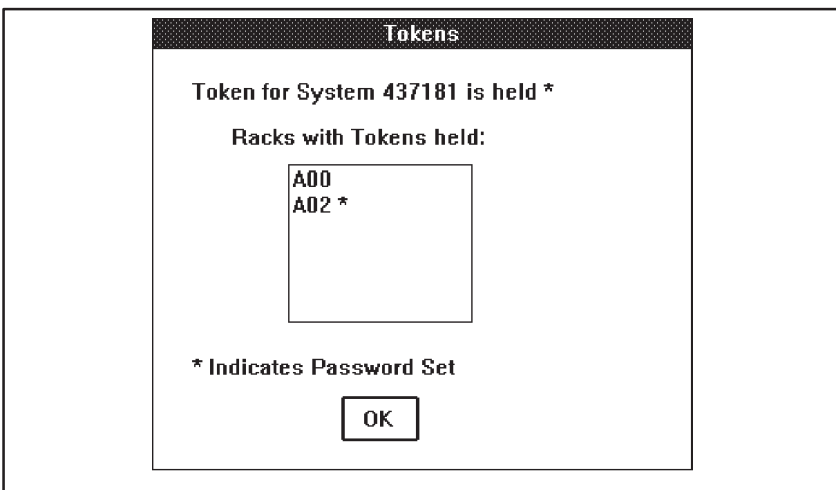 Tokens
Token for System 437181 is held *
Racks with Tokens held:
A00
A02 *
* Indicates Password Set
OK